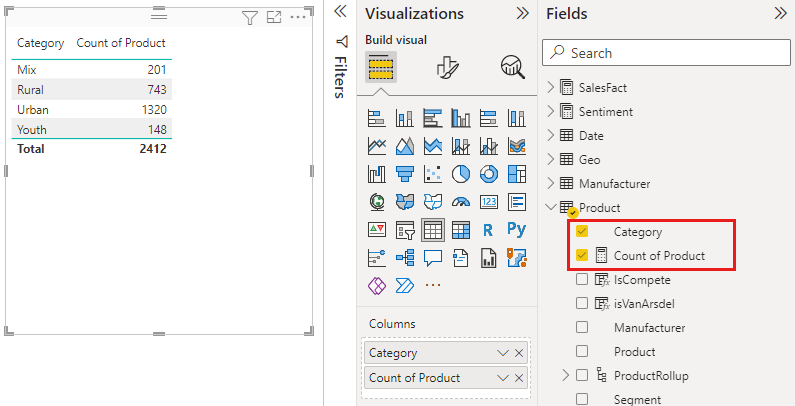 Category Count of Product
Mix 201
Rural 743
Urban 1320
Youth 148
Total 2412
Filters
Visualizations
Build visual
123
R
Py
Columns
Category
Count of Product
Fields
Search
SalesFact
Sentiment
Date
Geo
Manufacturer
Product
Category
Count of Product
IsCompete
isVanArsdel
Manufacturer
Product
ProductRollup
Segment